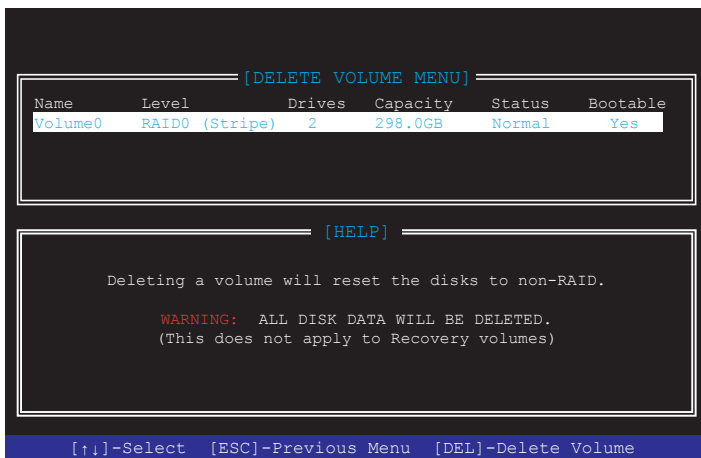 [DELETE VOLUME MENU]
Name Level Drives Capacity Status Bootable
Volume0 RAID0 (Stripe) 2 298.0GB Normal Yes
[HELP]
Deleting a volume will reset the disks to non-RAID.
WARNING: ALL DISK DATA WILL BE DELETED.
(This does not apply to Recovery volumes)
[↑↓]-Select [ESC]-Previous Menu [DEL]-Delete Volume